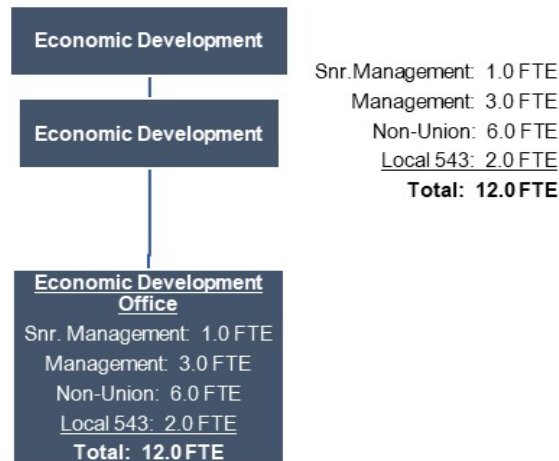 Economic Development
Snr.Management: 1.0 FTE
Management: 3.0 FTE
Non-Union: 6.0 FTE
Local 543: 2.0 FTE
Total: 12.0 FTE
Economic Development
Economic Development
Office
Snr. Management: 1.0 FTE
Management: 3.0 FTE
Non-Union: 6.0 FTE
Local 543: 2.0 FTE
Total: 12.0 FTE